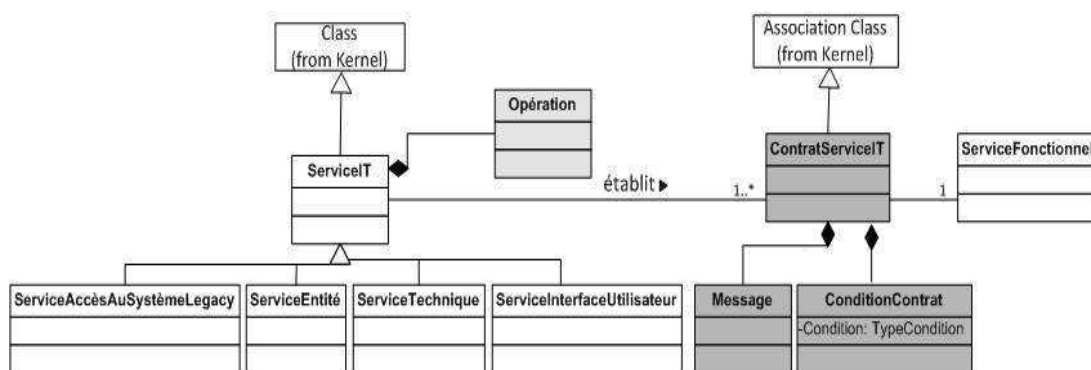 Class
(from Kernel)
Association Class
(from Kernel)
Opération
ServiceIT
ContratServiceIT
ServiceFonctionnel
établit ▶
1..*
1
ServiceAccèsAuSystèmeLegacy
ServiceEntité
ServiceTechnique
ServiceInterfaceUtilisateur
Message
ConditionContrat
-Condition: TypeCondition